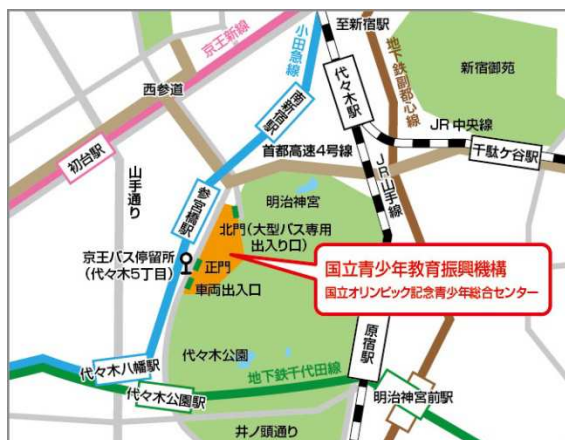 京王新線
小田急線
至新宿駅
地下鉄副都心線
新宿御苑
西参道
南新宿駅
代々木駅
JR中央線
初台駅
首都高速4号線
千駄ケ谷駅
山手通り
参宮橋駅
明治神宮
JR山手線
北門(大型バス専用
出入り口)
京王バス停留所
(代々木5丁目)
正門
車両出入口
国立青少年教育振興機構
国立オリンピック記念青少年総合センター
原宿駅
代々木公園
代々木八幡駅
地下鉄千代田線
代々木公園駅
明治神宮前駅
井ノ頭通り